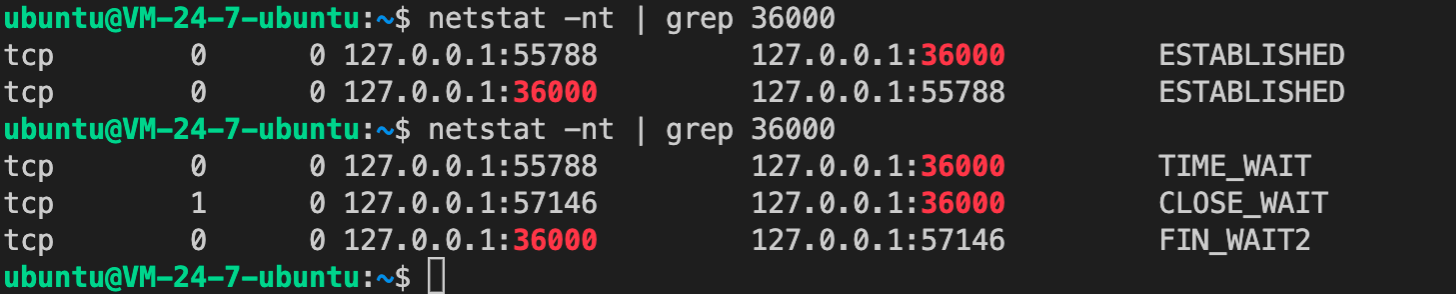 ubuntu@VM-24-7-ubuntu:~$ netstat -nt | grep 36000
tcp        0      0 127.0.0.1:55788         127.0.0.1:36000         ESTABLISHED
tcp        0      0 127.0.0.1:36000         127.0.0.1:55788         ESTABLISHED
ubuntu@VM-24-7-ubuntu:~$ netstat -nt | grep 36000
tcp        0      0 127.0.0.1:55788         127.0.0.1:36000         TIME_WAIT
tcp        1      0 127.0.0.1:57146         127.0.0.1:36000         CLOSE_WAIT
tcp        0      0 127.0.0.1:36000         127.0.0.1:57146         FIN_WAIT2
ubuntu@VM-24-7-ubuntu:~$